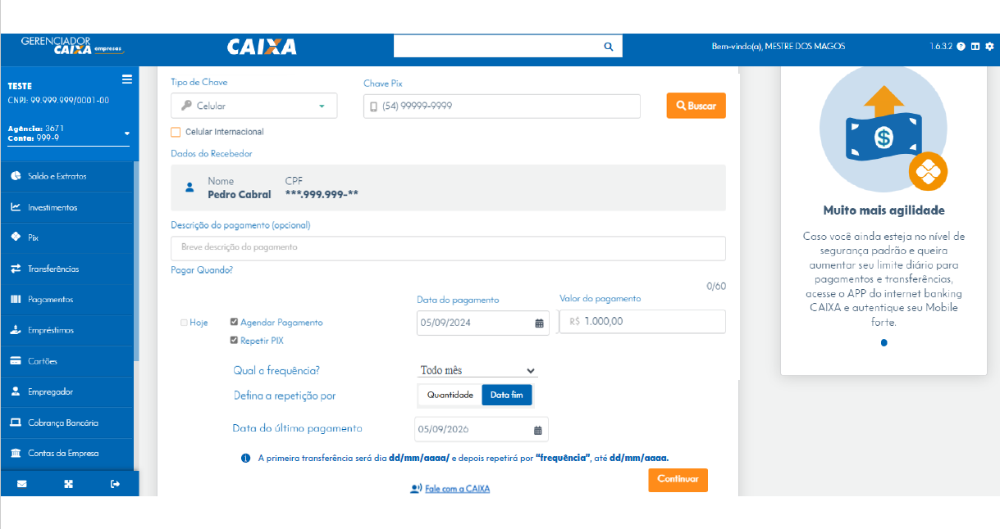 GERENCIADOR
CAIXA empresas
CAIXA
Bem-vindo(a), MESTRE DOS MAGOS
1.6.3.2
TESTE
CNPJ: 99.999.999/0001-00
Agência: 3671
Conta: 999-9
Saldo e Extratos
Investimentos
Pix
Transferências
Pagamentos
Empréstimos
Cartões
Empregador
Cobrança Bancária
Contas da Empresa
Tipo de Chave
Chave Pix
Celular
(54) 99999-9999
Buscar
Celular Internacional
Dados do Recebedor
Nome
CPF
Pedro Cabral
***.999.999-**
Descrição do pagamento (opcional)
Breve descrição do pagamento
Pagar Quando?
0/60
Data do pagamento
Valor do pagamento
Hoje
Agendar Pagamento
05/09/2024
R$ 1.000,00
Repetir PIX
Qual a frequência?
Todo mês
Defina a repetição por
Quantidade
Data fim
Data do último pagamento
05/09/2026
A primeira transferência será dia dd/mm/aaaa/ e depois repetirá por “frequência”, até dd/mm/aaaa.
Continuar
Fale com a CAIXA
Muito mais agilidade
Caso você ainda esteja no nível de
segurança padrão e queira
aumentar seu limite diário para
pagamentos e transferências,
acesse o APP do internet banking
CAIXA e autentique seu Mobile
forte.